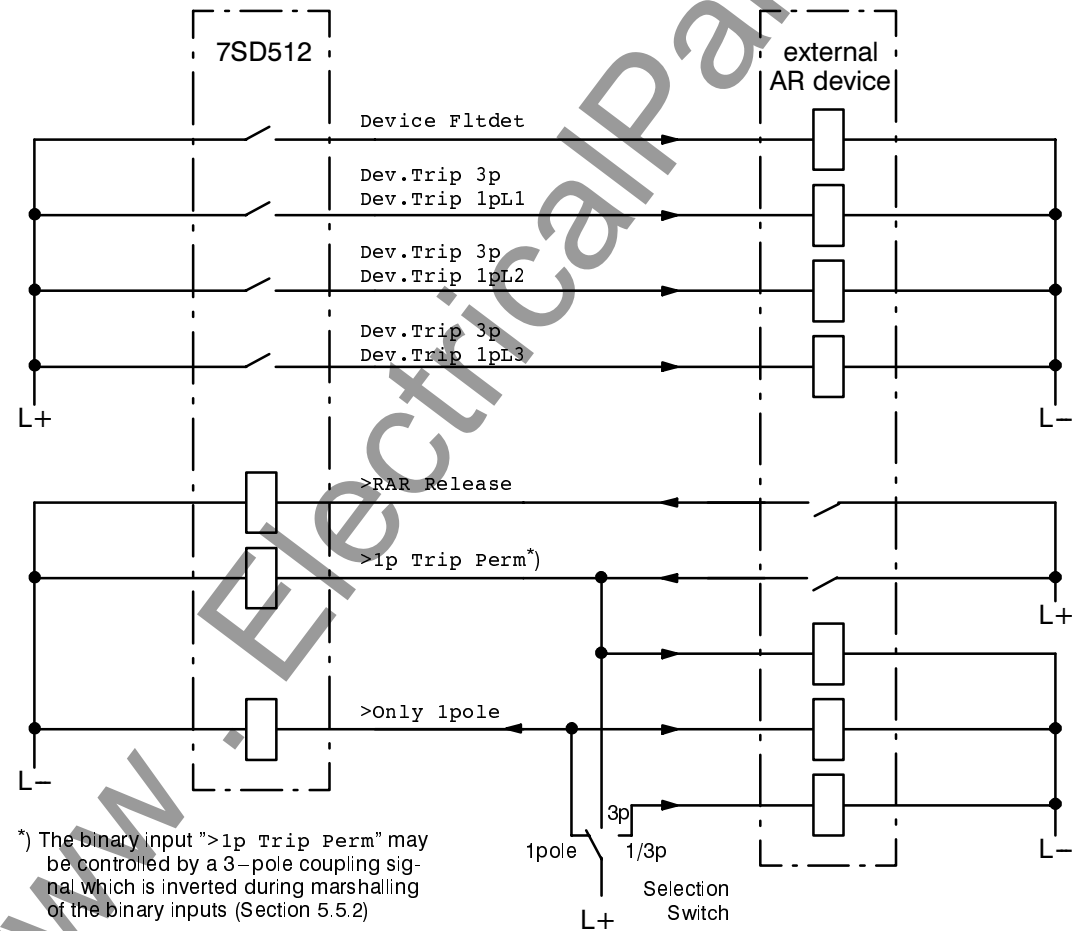 7SD512
external
AR device
Device Fltdet
Dev.Trip 3p
Dev.Trip 1pL1
Dev.Trip 3p
Dev.Trip 1pL2
Dev.Trip 3p
Dev.Trip 1pL3
L+
L−
>RAR Release
>1p Trip Perm*)
L+
>Only 1pole
L−
3p
1pole
1/3p
L−
Selection
Switch
L+
*) The binary input ">1p Trip Perm" may
be controlled by a 3−pole coupling sig-
nal which is inverted during marshalling
of the binary inputs (Section 5.5.2)
www . ElectricalPa